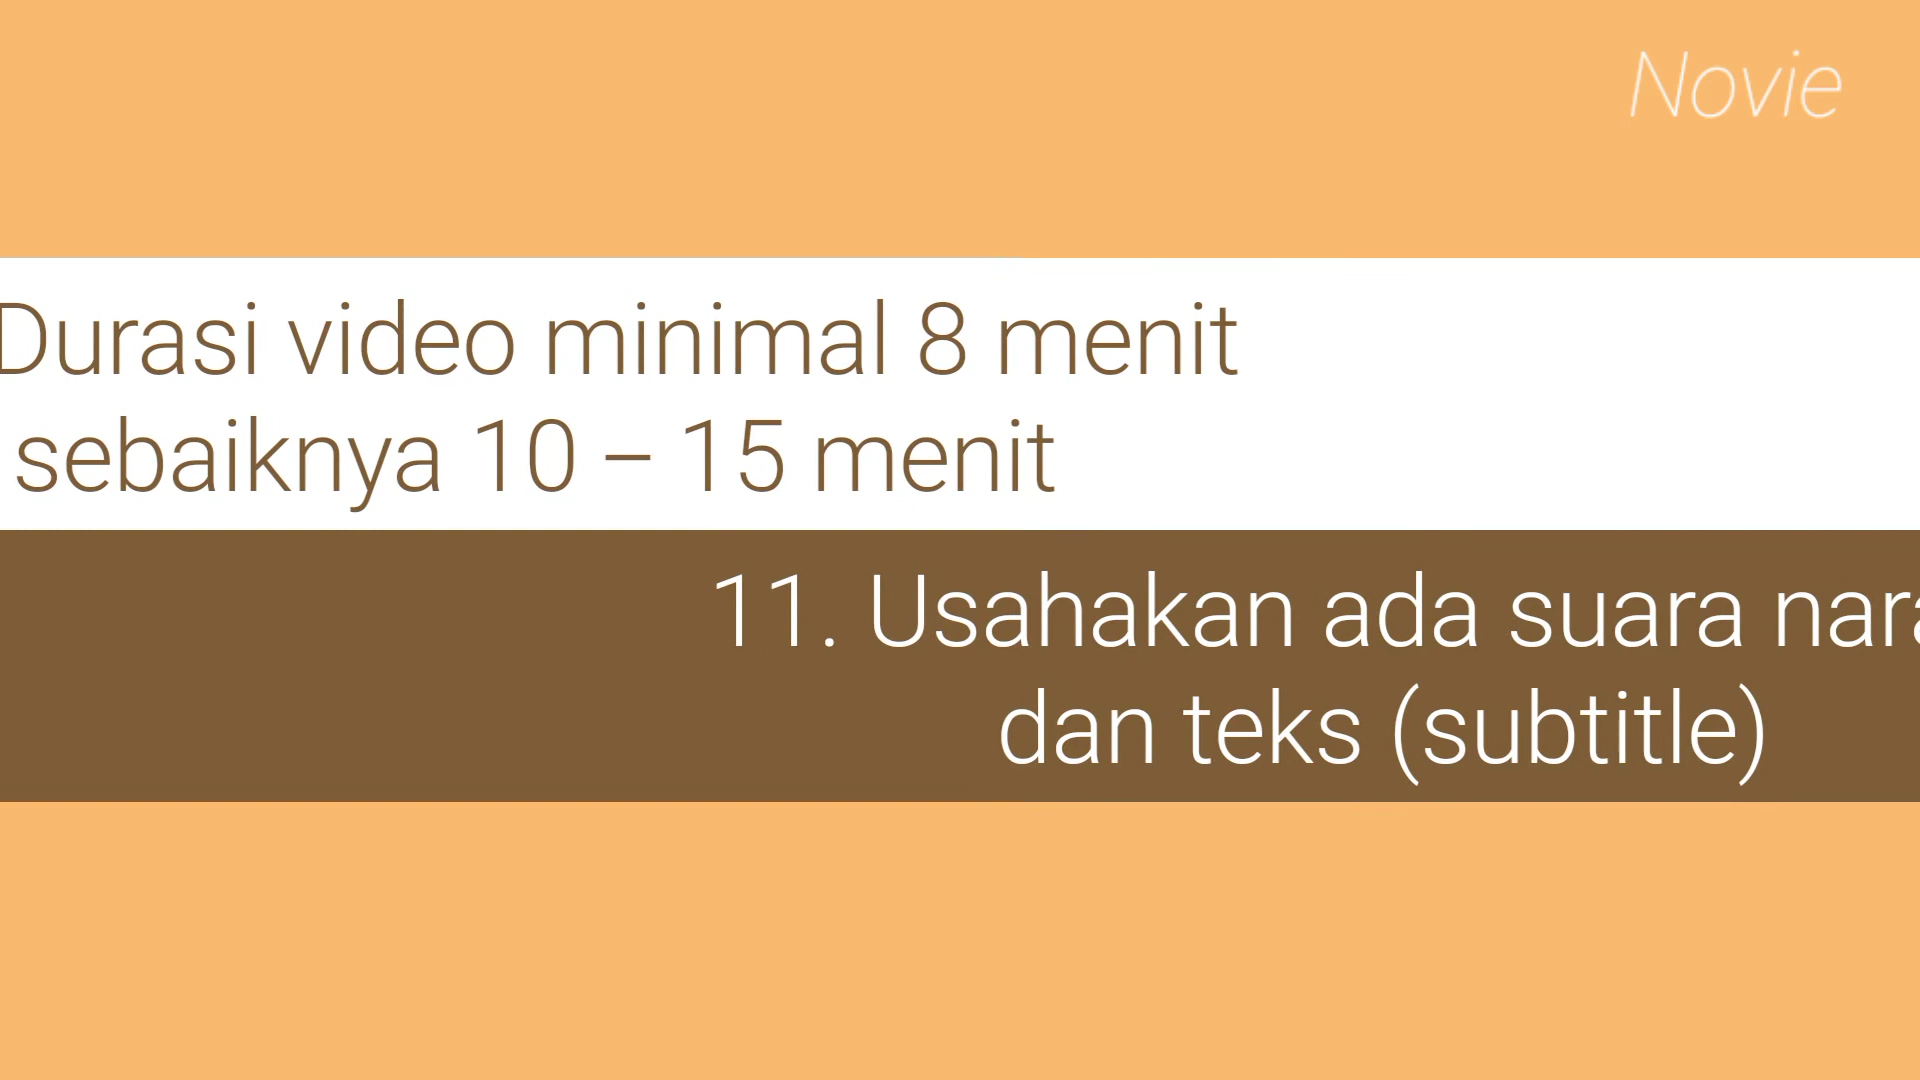 Novie
Durasi video minimal 8 menit
sebaiknya 10 – 15 menit
11. Usahakan ada suara
dan teks (subtitle)